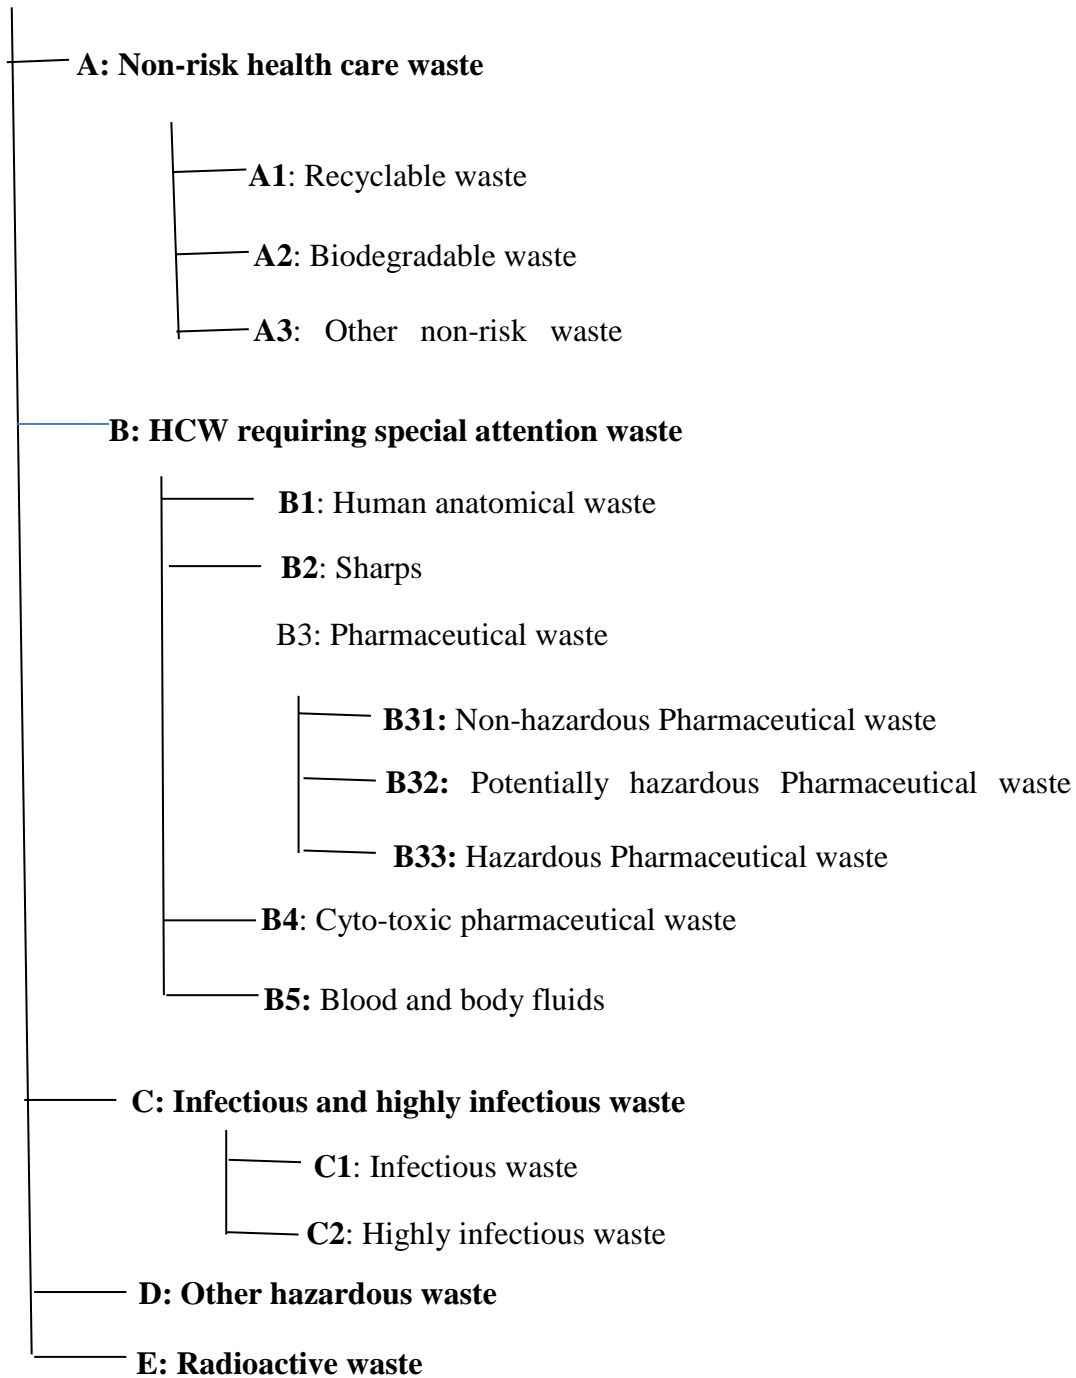 A: Non-risk health care waste
A1: Recyclable waste
A2: Biodegradable waste
A3: Other non-risk waste
B: HCW requiring special attention waste
B1: Human anatomical waste
B2: Sharps
B3: Pharmaceutical waste
B31: Non-hazardous Pharmaceutical waste
B32: Potentially hazardous Pharmaceutical waste
B33: Hazardous Pharmaceutical waste
B4: Cyto-toxic pharmaceutical waste
B5: Blood and body fluids
C: Infectious and highly infectious waste
C1: Infectious waste
C2: Highly infectious waste
D: Other hazardous waste
E: Radioactive waste